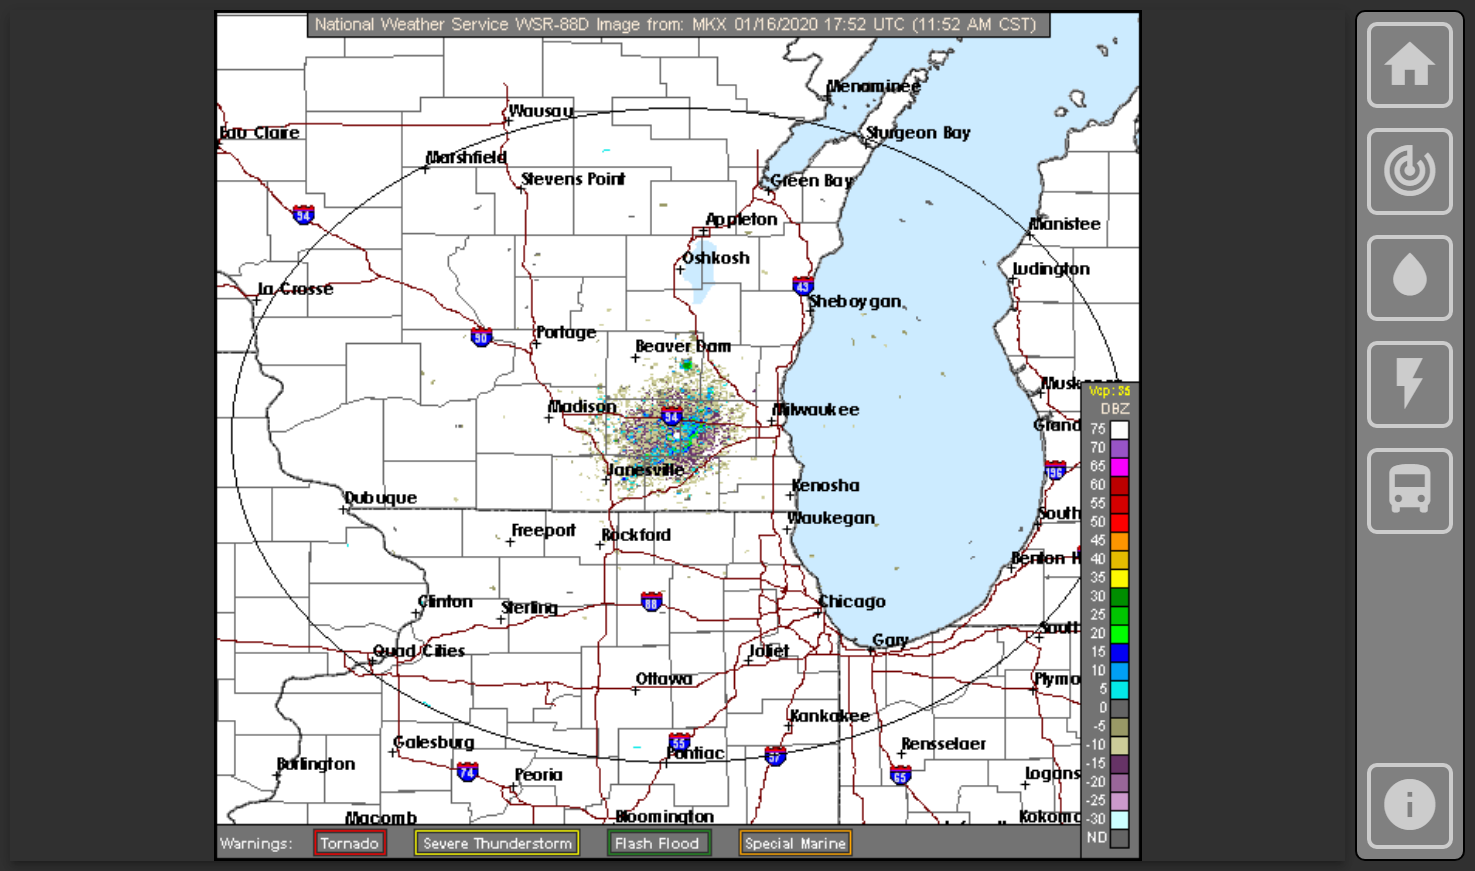 National Weather Service WSR-88D Image from: MKX 01/16/2020 17:52 UTC (11:52 AM CST)
Menaminee
Wausau
Eau Claire
Sturgeon Bay
Marshfield
Stevens Point
Green Bay
94
Appleton
Manistee
Oshkosh
Ludington
La Crosse
43
Sheboygan
90
Portage
Beaver Dam
Vcp: 35
DBZ
Madison
94
Milwaukee
Grand
75
70
65
60
55
50
45
40
35
30
25
20
15
10
5
0
-5
-10
-15
-20
-25
-30
ND
Janesville
196
Kenosha
Dubuque
South
Waukegan
Freeport
Rockford
Benton H
Clinton
Sterling
88
Chicago
South
Gary
Quad Cities
Joliet
Ottawa
Plymo
Kankakee
Galesburg
55
Pontiac
57
Rensselaer
Burlington
74
Peoria
65
Logans
Macomb
Bloomington
Kokomo
Warnings:
Tornado
Severe Thunderstorm
Flash Flood
Special Marine